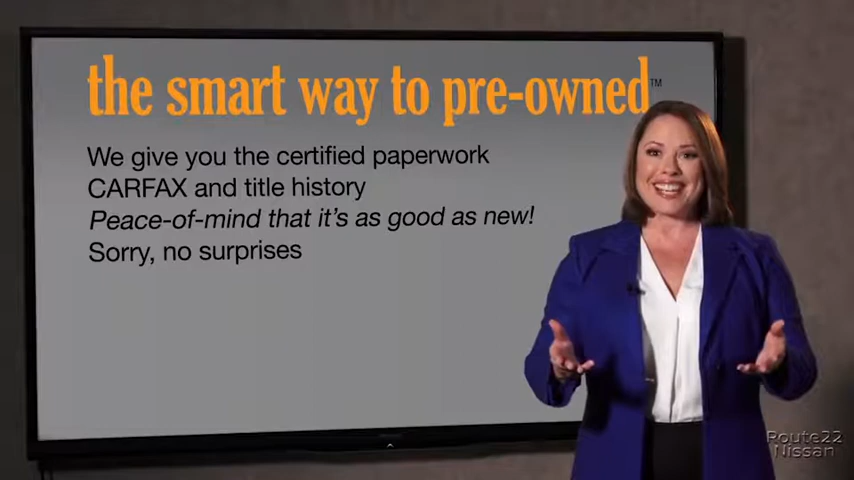 the smart way to pre-owned™
We give you the certified paperwork
CARFAX and title history
Peace-of-mind that it's as good as new!
Sorry, no surprises
Route22
Nissan